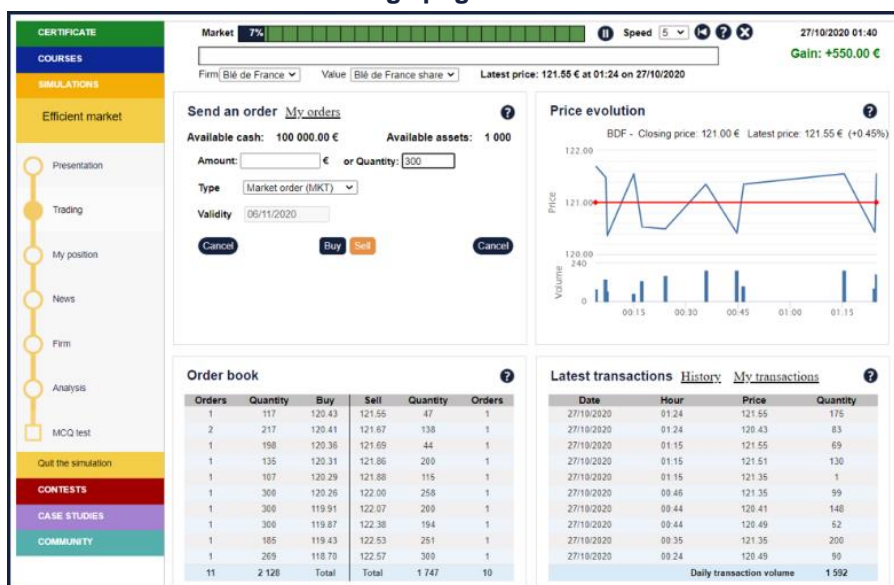 CERTIFICATE
COURSES
SIMULATIONS
Efficient market
Presentation
Trading
My position
News
Firm
Analysis
MCQ test
Quit the simulation
CONTESTS
CASE STUDIES
COMMUNITY
Market 7% Speed 5 27/10/2020 01:40
Gain: +550.00 €
Firm Blé de France Value Blé de France share Latest price: 121.55 € at 01:24 on 27/10/2020
Send an order My orders ?
Available cash: 100 000.00 € Available assets: 1 000
Amount: € or Quantity: 300
Type Market order (MKT)
Validity 06/11/2020
Cancel Buy Sell Cancel
Price evolution ?
BDF - Closing price: 121.00 € Latest price: 121.55 € (+0.45%)
122.00
Price
121.00
120.00
240
Volume
0
00:15 00:30 00:45 01:00 01:15
Order book ?
Orders Quantity Buy Sell Quantity Orders
1 117 120.43 121.55 47 1
2 217 120.41 121.67 138 1
1 198 120.36 121.69 44 1
1 135 120.31 121.86 200 1
1 107 120.29 121.88 115 1
1 300 120.26 122.00 258 1
1 300 119.91 122.07 200 1
1 300 119.87 122.38 194 1
1 185 119.43 122.53 251 1
1 269 118.70 122.57 300 1
11 2 128 Total Total 1 747 10
Latest transactions History My transactions ?
Date Hour Price Quantity
27/10/2020 01:24 121.55 175
27/10/2020 01:24 120.43 83
27/10/2020 01:15 121.55 69
27/10/2020 01:15 121.51 130
27/10/2020 01:15 121.35 1
27/10/2020 00:46 121.35 99
27/10/2020 00:44 120.41 148
27/10/2020 00:44 120.49 52
27/10/2020 00:35 121.35 200
27/10/2020 00:24 120.49 90
Daily transaction volume 1 592